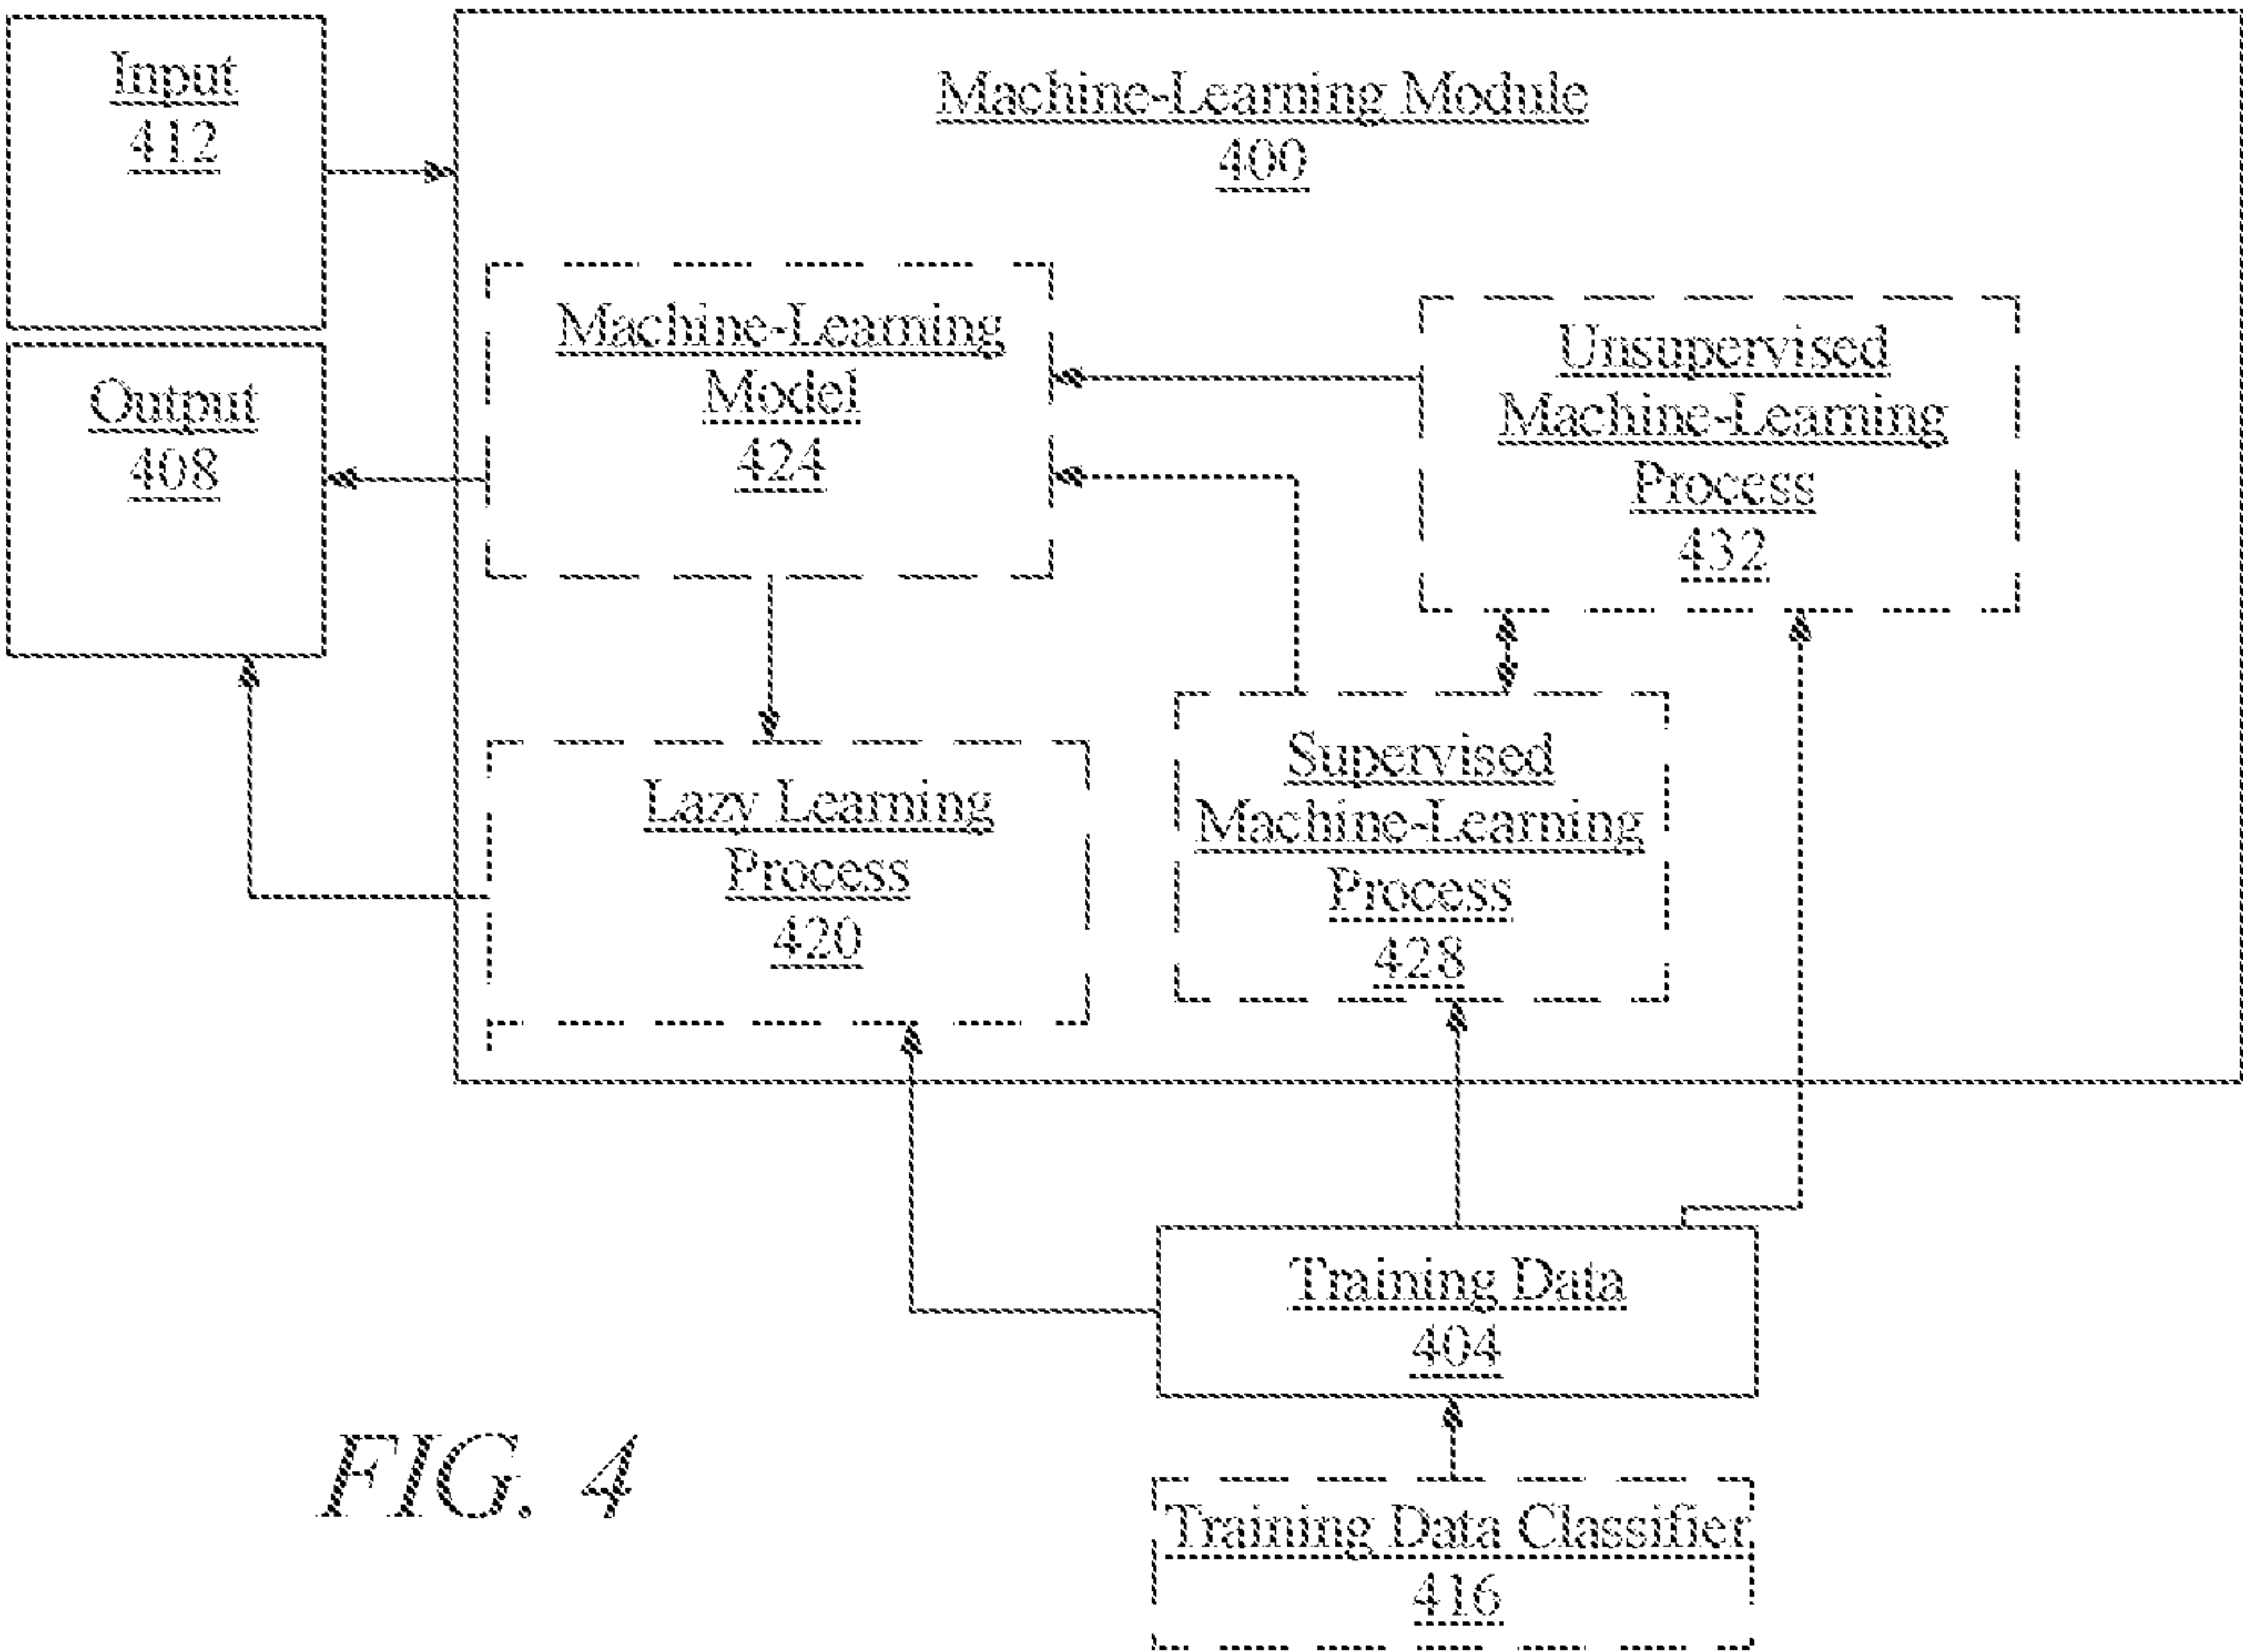 Input
412
Machine-Learning Module
400
Output
408
Machine-Learning
Model
424
Unsupervised
Machine-Learning
Process
432
Lazy Learning
Process
420
Supervised
Machine-Learning
Process
428
Training Data
404
Training Data Classifier
416
FIG. 4